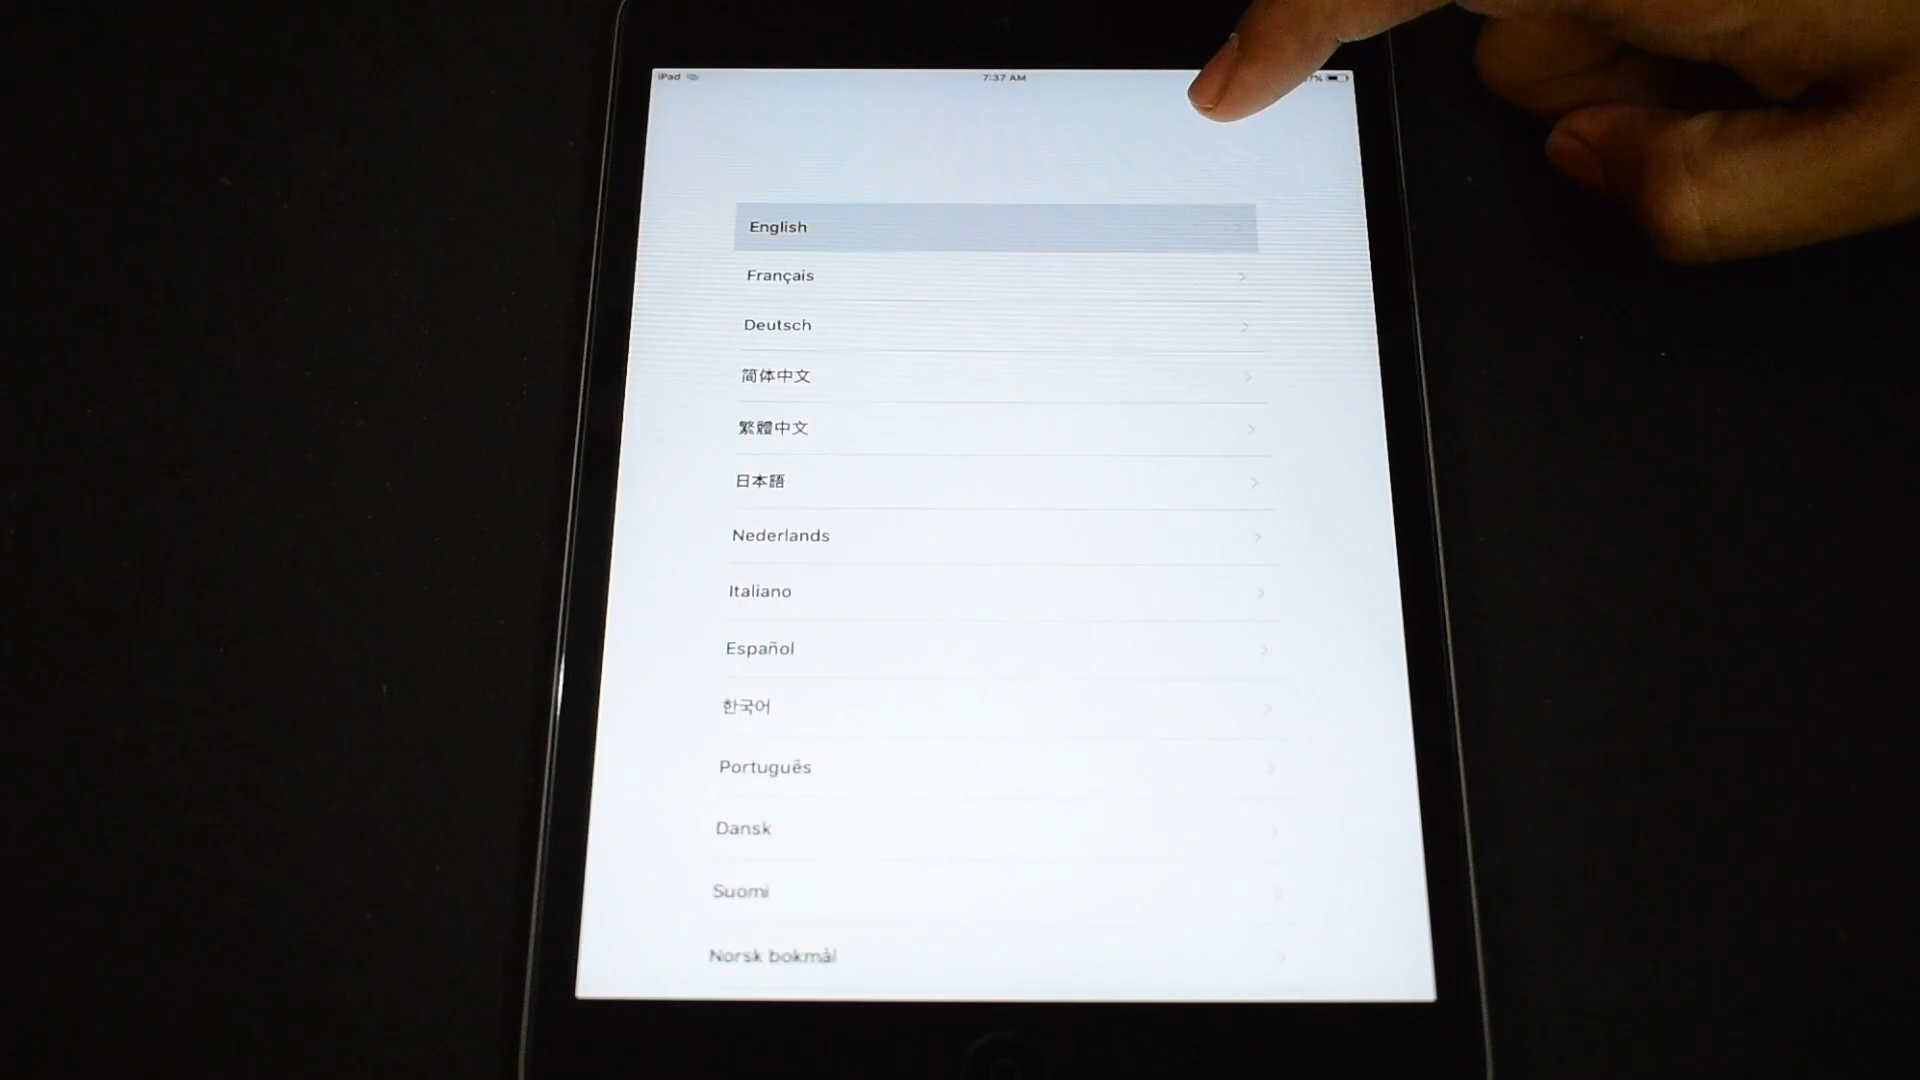 iPad
7:37 AM
7%
English
Français
Deutsch
简体中文
繁體中文
日本語
Nederlands
Italiano
Español
한국어
Português
Dansk
Suomi
Norsk bokmål